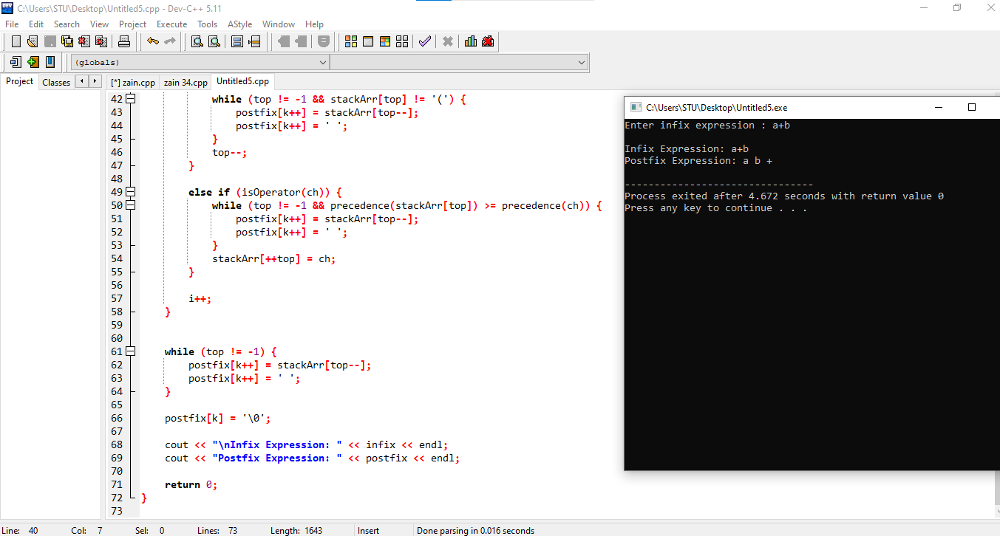 C:\Users\STU\Desktop\Untitled5.cpp - Dev-C++ 5.11
File Edit Search View Project Execute Tools AStyle Window Help
(globals)
Project Classes
[*] zain.cpp zain 34.cpp Untitled5.cpp
42 while (top != -1 && stackArr[top] != '(') {
43 postfix[k++] = stackArr[top--];
44 postfix[k++] = ' ';
45 }
46 top--;
47 }
48
49 else if (isOperator(ch)) {
50 while (top != -1 && precedence(stackArr[top]) >= precedence(ch)) {
51 postfix[k++] = stackArr[top--];
52 postfix[k++] = ' ';
53 }
54 stackArr[++top] = ch;
55 }
56
57 i++;
58 }
59
60
61 while (top != -1) {
62 postfix[k++] = stackArr[top--];
63 postfix[k++] = ' ';
64 }
65
66 postfix[k] = '\0';
67
68 cout << "\nInfix Expression: " << infix << endl;
69 cout << "Postfix Expression: " << postfix << endl;
70
71 return 0;
72 }
73
C:\Users\STU\Desktop\Untitled5.exe
Enter infix expression : a+b
Infix Expression: a+b
Postfix Expression: a b +
--------------------------------
Process exited after 4.672 seconds with return value 0
Press any key to continue . . .
Line: 40 Col: 7 Sel: 0 Lines: 73 Length: 1643 Insert Done parsing in 0.016 seconds